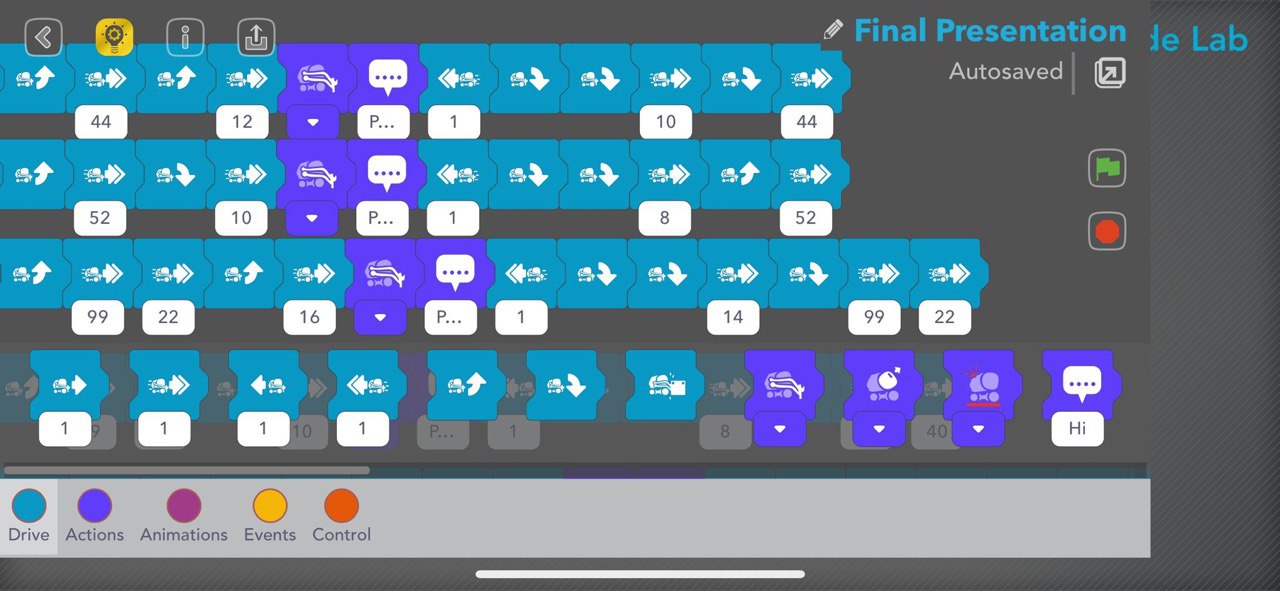 Final Presentation
de Lab
Autosaved
44 12 P... 1 10 44
52 10 P... 1 8 52
99 22 16 P... 1 14 99 22
1 1 1 1 Hi
9 10 P... 1 8 40
Drive Actions Animations Events Control